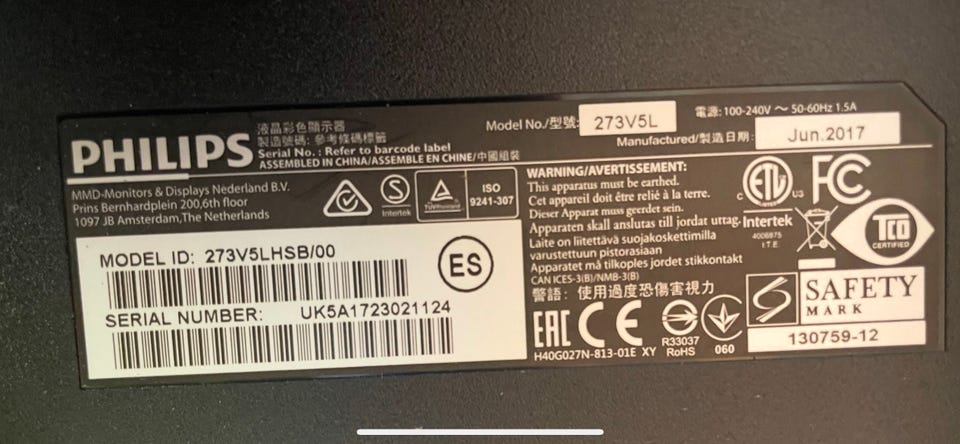 PHILIPS
液晶彩色顯示器
製造號碼: 參考條碼標籤
Serial No.: Refer to barcode label
ASSEMBLED IN CHINA/ASSEMBLE EN CHINE/中國組裝
Model No./型號: 273V5L
電源: 100-240V ~ 50-60Hz 1.5A
Manufactured/製造日期: Jun.2017
MMD-Monitors & Displays Nederland B.V.
Prins Bernhardplein 200,6th floor
1097 JB Amsterdam,The Netherlands
S
Intertek
TÜVRheinland
ISO
9241-307
MODEL ID: 273V5LHSB/00
ES
SERIAL NUMBER: UK5A1723021124
WARNING/AVERTISSEMENT:
This apparatus must be earthed.
Cet appareil doit être relié à la terre.
Dieser Apparat muss geerdet sein.
Apparaten skall anslutas till jordat uttag.
Laite on liitettävä suojakoskettimilla
varustettuun pistorasiaan
Apparatet må tilkoples jordet stikkontakt
CAN ICES-3(B)/NMB-3(B)
警語: 使用過度恐傷害視力
EAC CE
R33037
RoHS
060
H40G027N-813-01E XY
C ETL US
Intertek
4006875
I.T.E.
FC
TCO
CERTIFIED
SAFETY
MARK
130759-12